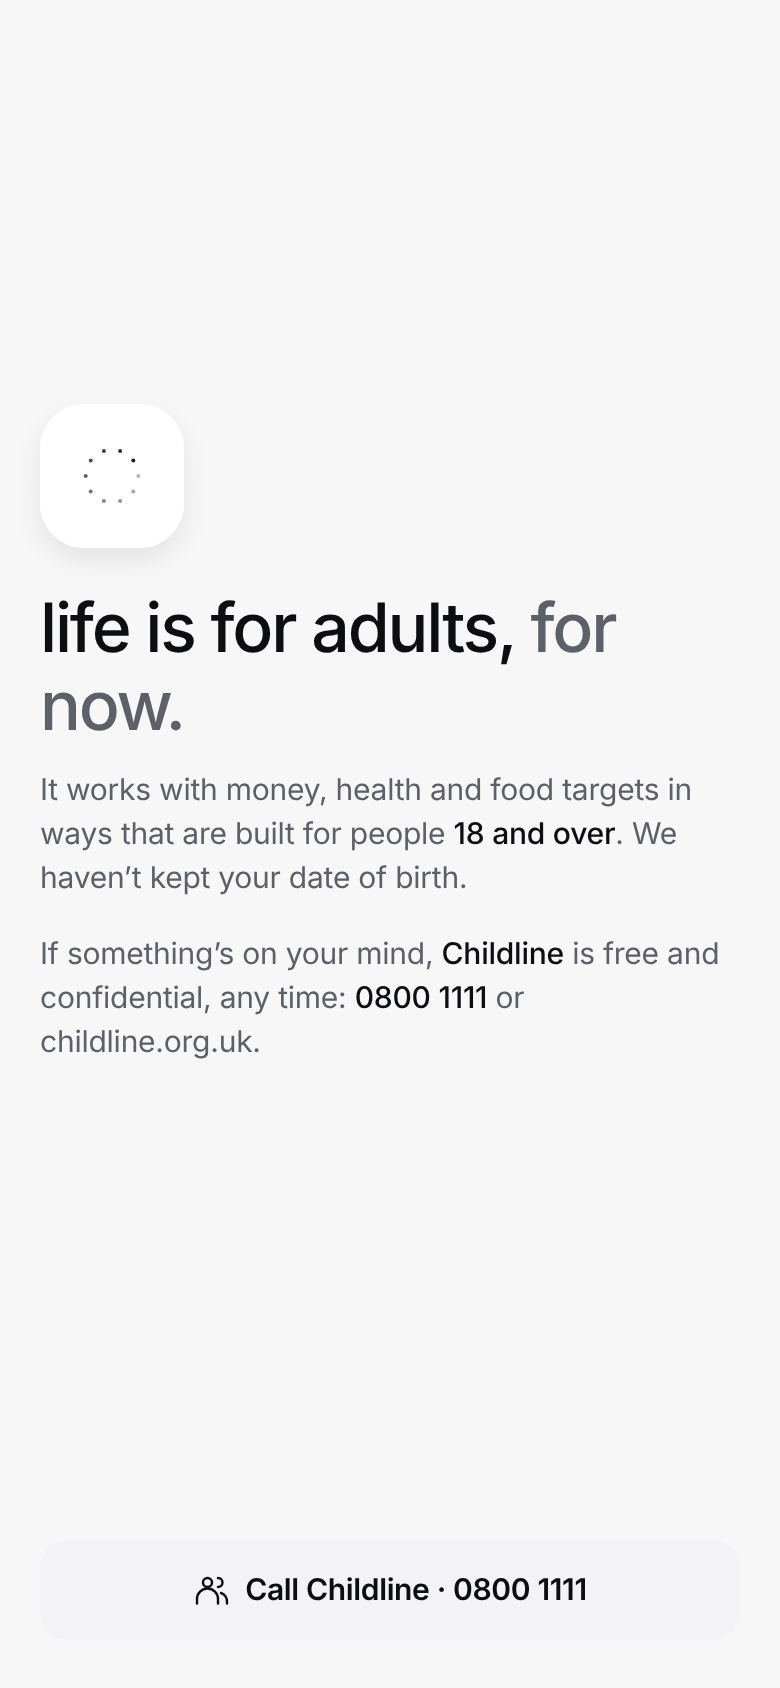 life is for adults, for
now.
It works with money, health and food targets in
ways that are built for people 18 and over. We
haven’t kept your date of birth.
If something’s on your mind, Childline is free and
confidential, any time: 0800 1111 or
childline.org.uk.
Call Childline · 0800 1111